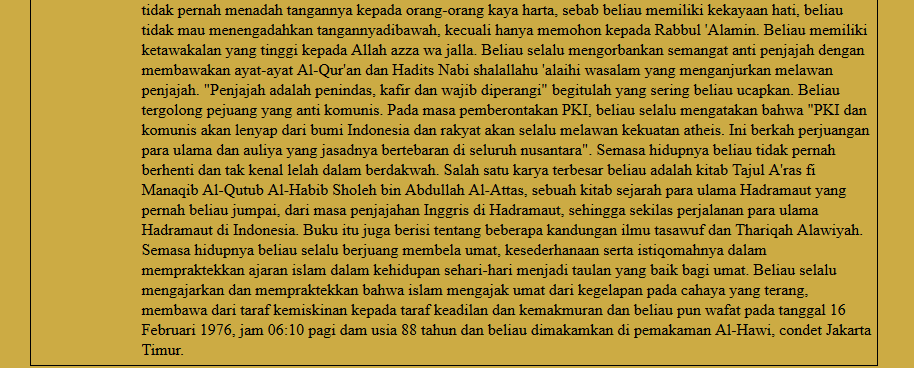 tidak pernah menadah tangannya kepada orang-orang kaya harta, sebab beliau memiliki kekayaan hati, beliau
tidak mau menengadahkan tangannyadibawah, kecuali hanya memohon kepada Rabbul 'Alamin. Beliau memiliki
ketawakalan yang tinggi kepada Allah azza wa jalla. Beliau selalu mengorbankan semangat anti penjajah dengan
membawakan ayat-ayat Al-Qur'an dan Hadits Nabi shalallahu 'alaihi wasalam yang menganjurkan melawan
penjajah. "Penjajah adalah penindas, kafir dan wajib diperangi" begitulah yang sering beliau ucapkan. Beliau
tergolong pejuang yang anti komunis. Pada masa pemberontakan PKI, beliau selalu mengatakan bahwa "PKI dan
komunis akan lenyap dari bumi Indonesia dan rakyat akan selalu melawan kekuatan atheis. Ini berkah perjuangan
para ulama dan auliya yang jasadnya bertebaran di seluruh nusantara". Semasa hidupnya beliau tidak pernah
berhenti dan tak kenal lelah dalam berdakwah. Salah satu karya terbesar beliau adalah kitab Tajul A'ras fi
Manaqib Al-Qutub Al-Habib Sholeh bin Abdullah Al-Attas, sebuah kitab sejarah para ulama Hadramaut yang
pernah beliau jumpai, dari masa penjajahan Inggris di Hadramaut, sehingga sekilas perjalanan para ulama
Hadramaut di Indonesia. Buku itu juga berisi tentang beberapa kandungan ilmu tasawuf dan Thariqah Alawiyah.
Semasa hidupnya beliau selalu berjuang membela umat, kesederhanaan serta istiqomahnya dalam
mempraktekkan ajaran islam dalam kehidupan sehari-hari menjadi taulan yang baik bagi umat. Beliau selalu
mengajarkan dan mempraktekkan bahwa islam mengajak umat dari kegelapan pada cahaya yang terang,
membawa dari taraf kemiskinan kepada taraf keadilan dan kemakmuran dan beliau pun wafat pada tanggal 16
Februari 1976, jam 06:10 pagi dam usia 88 tahun dan beliau dimakamkan di pemakaman Al-Hawi, condet Jakarta
Timur.